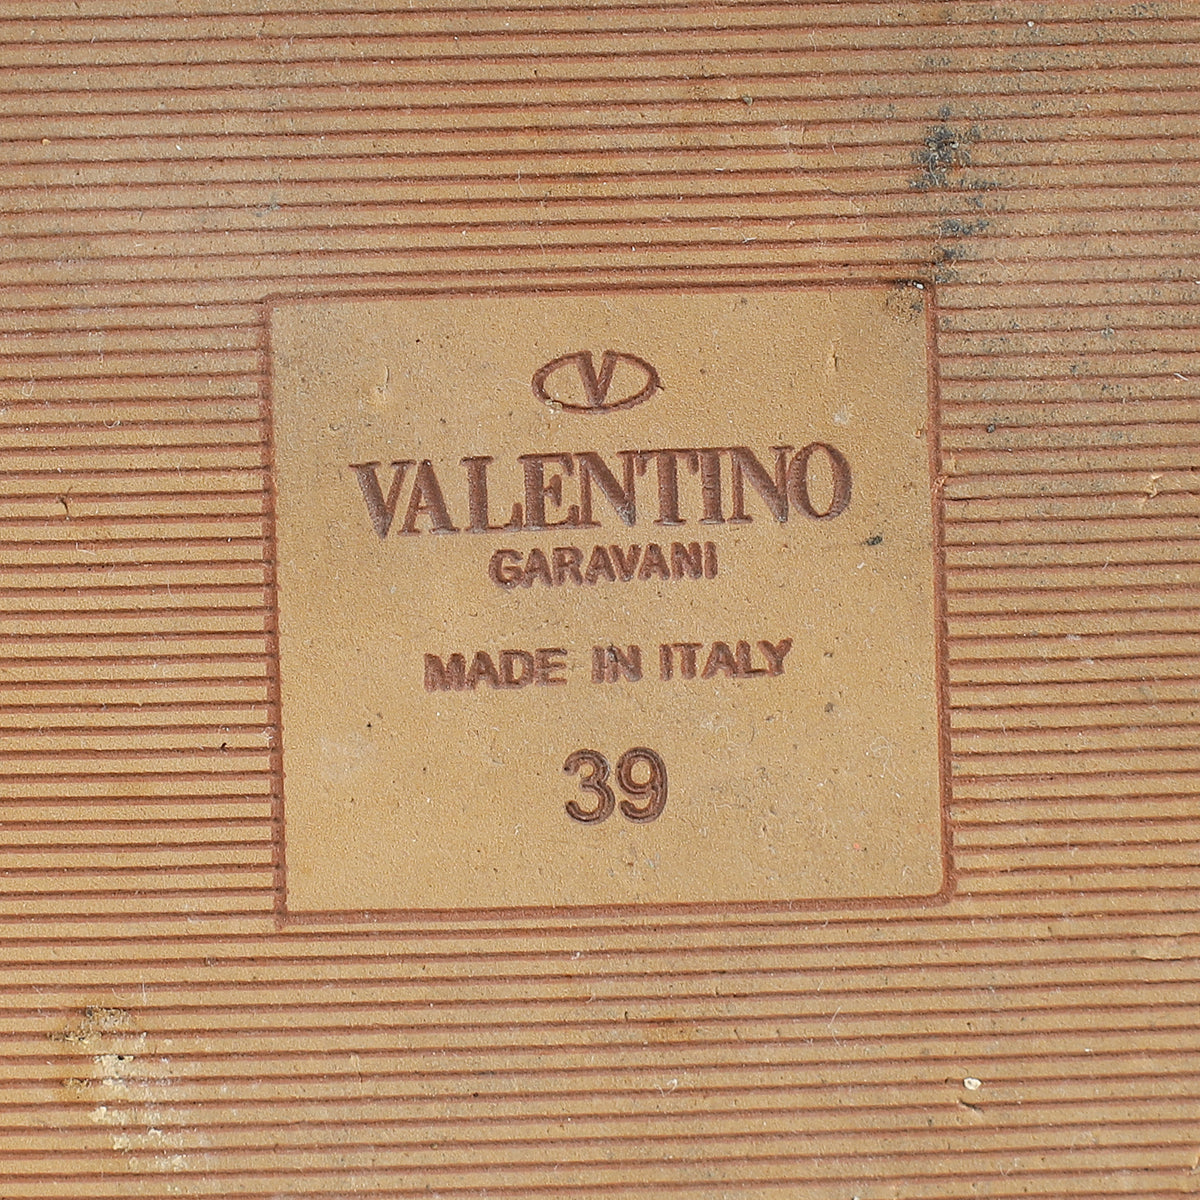 V
VALENTINO
GARAVANI
MADE IN ITALY
39